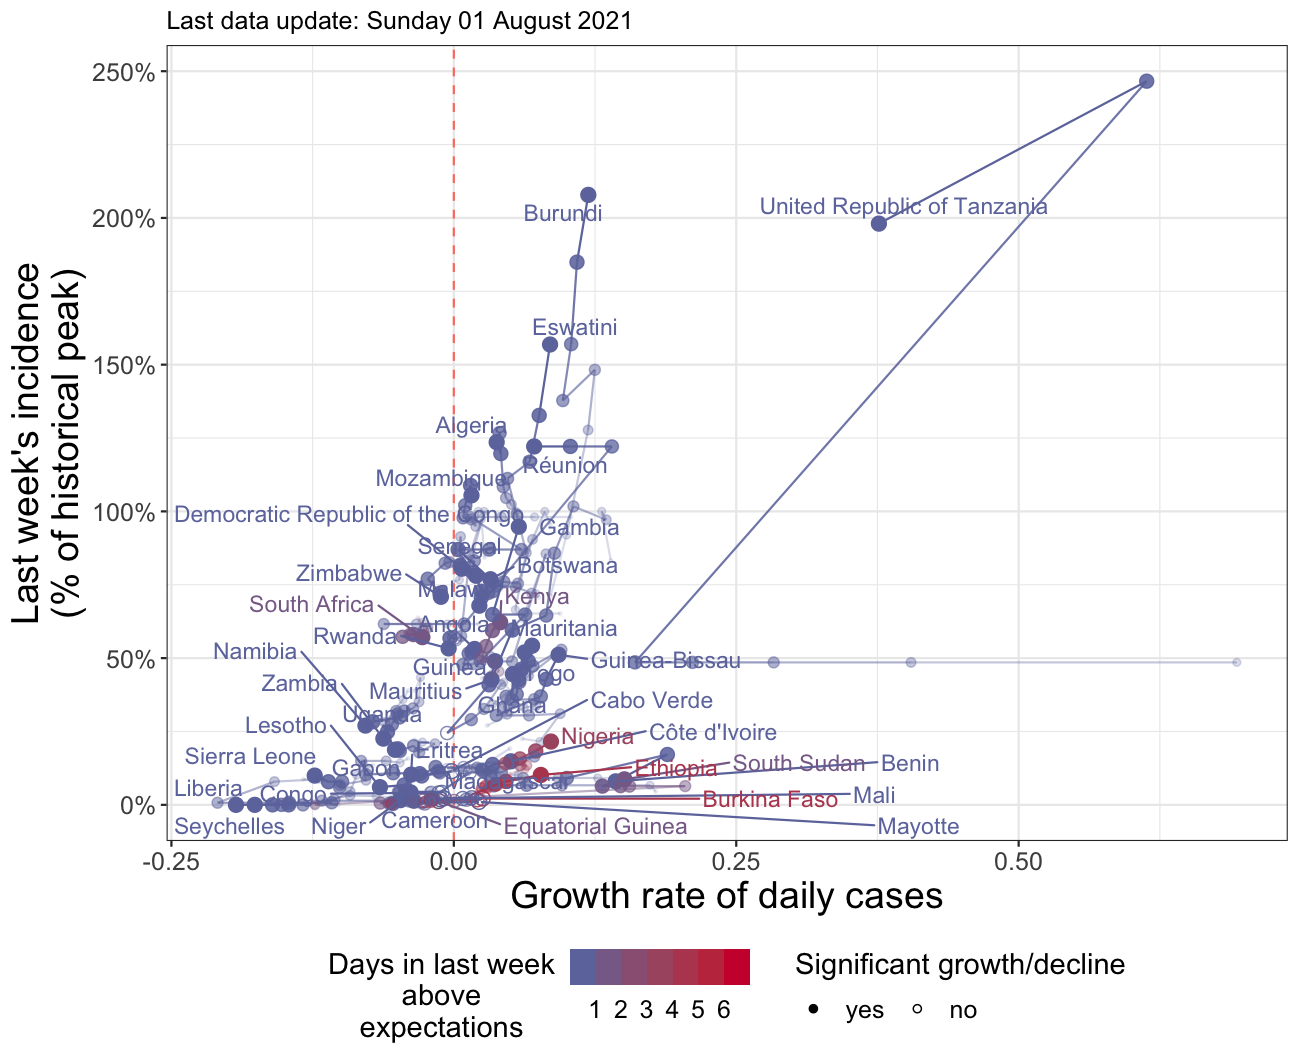 Last data update: Sunday 01 August 2021
Last week's incidence
(% of historical peak)
250%
200%
150%
100%
50%
0%
Burundi
United Republic of Tanzania
Eswatini
Algeria
Réunion
Mozambique
Democratic Republic of the Congo
Gambia
Senegal
Botswana
Zimbabwe
Malawi
Kenya
South Africa
Angola
Mauritania
Rwanda
Namibia
Guinea
Guinea-Bissau
Togo
Zambia
Mauritius
Ghana
Cabo Verde
Uganda
Lesotho
Nigeria
Côte d'Ivoire
Eritrea
Sierra Leone
Gabon
Ethiopia
South Sudan
Benin
Madagascar
Liberia
Congo
Burkina Faso
Mali
Seychelles
Niger
Cameroon
Equatorial Guinea
Mayotte
-0.25
0.00
0.25
0.50
Growth rate of daily cases
Days in last week
above
expectations
1 2 3 4 5 6
Significant growth/decline
yes
no